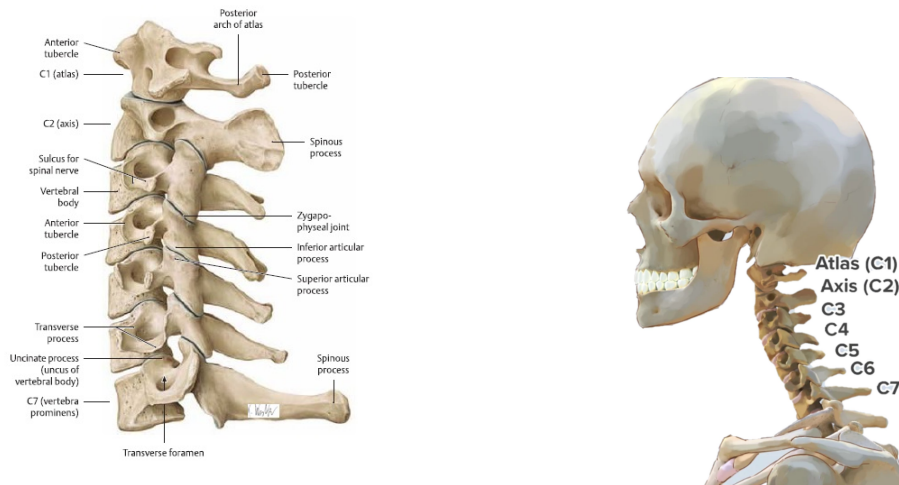 Posterior
arch of atlas
Anterior
tubercle
C1 (atlas)
Posterior
tubercle
C2 (axis)
Spinous
process
Sulcus for
spinal nerve
Vertebral
body
Anterior
tubercle
Zygapo-
physeal joint
Posterior
tubercle
Inferior articular
process
Superior articular
process
Transverse
process
Uncinate process
(uncus of
vertebral body)
Spinous
process
C7 (vertebra
prominens)
Transverse foramen
Atlas (C1)
Axis (C2)
C3
C4
C5
C6
C7